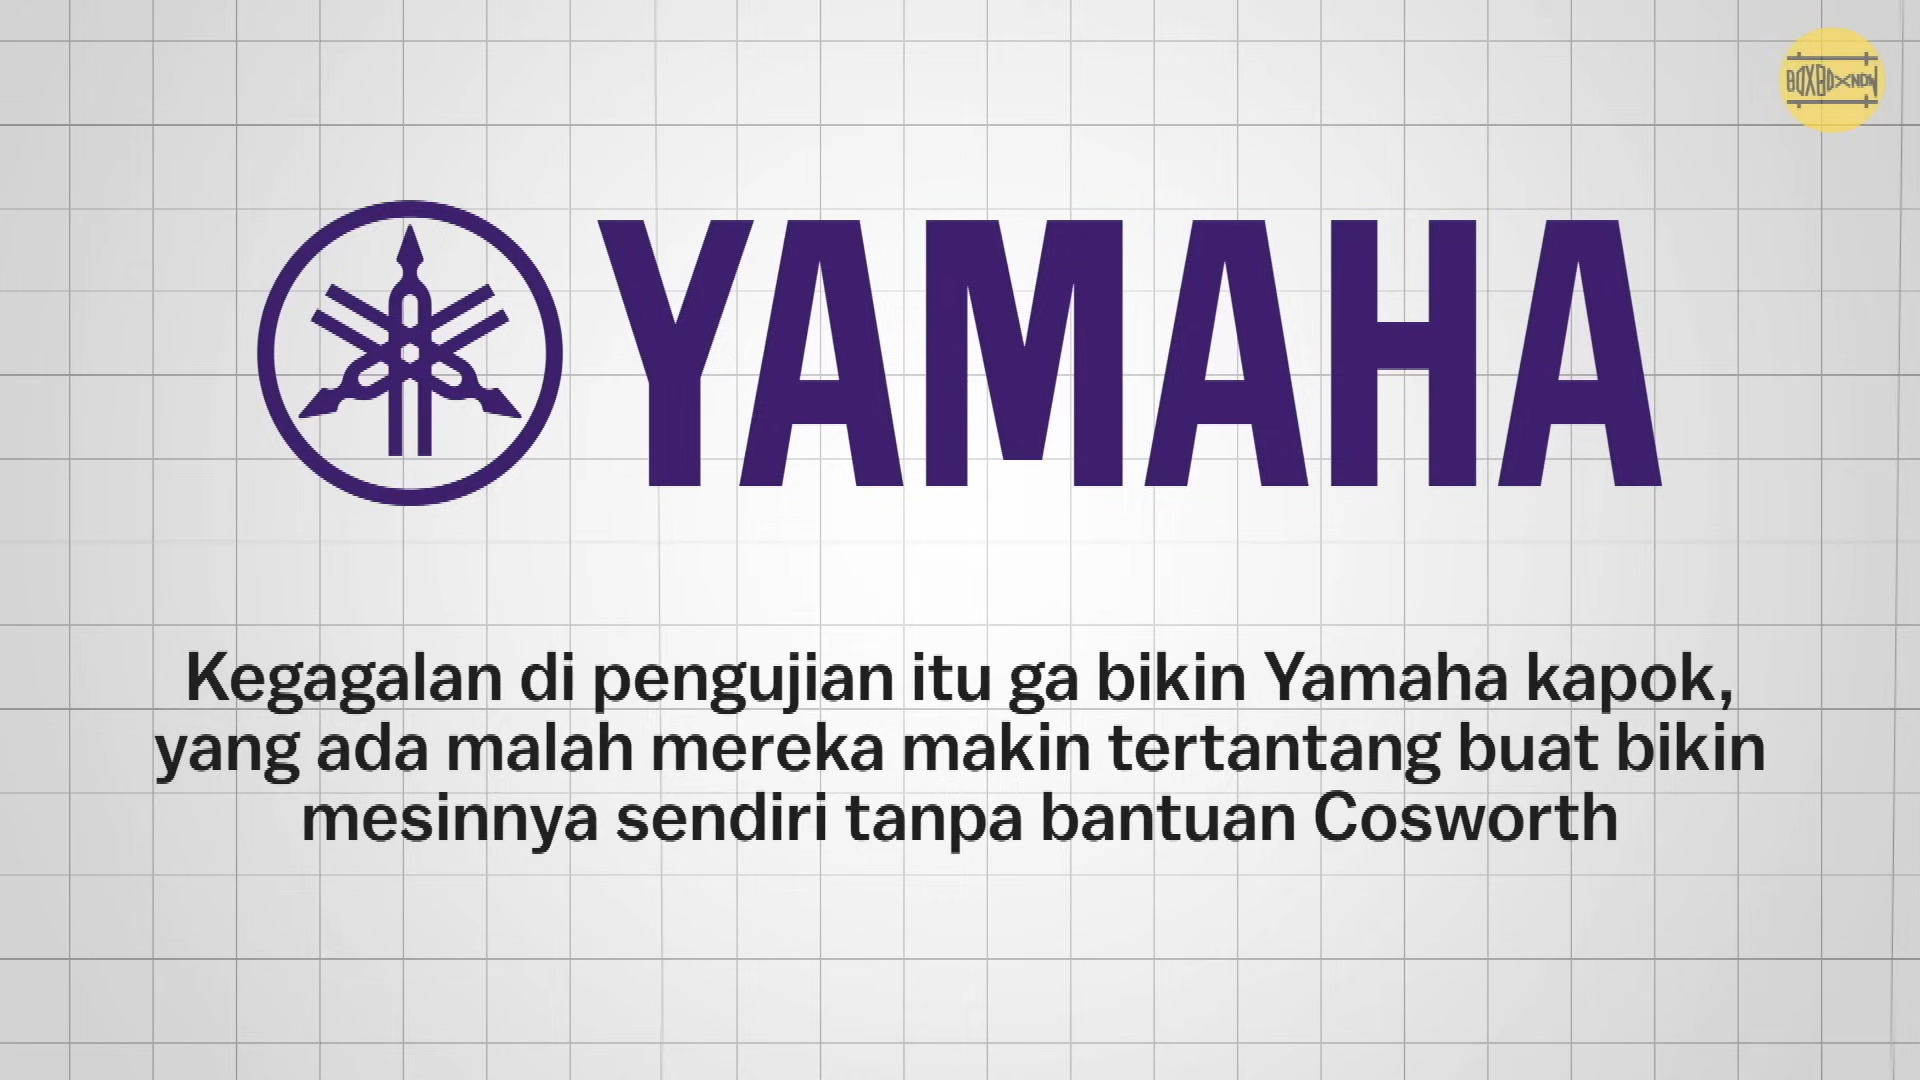 BOXBOXNOW
YAMAHA
Kegagalan di pengujian itu ga bikin Yamaha kapok,
yang ada malah mereka makin tertantang buat bikin
mesinnya sendiri tanpa bantuan Cosworth